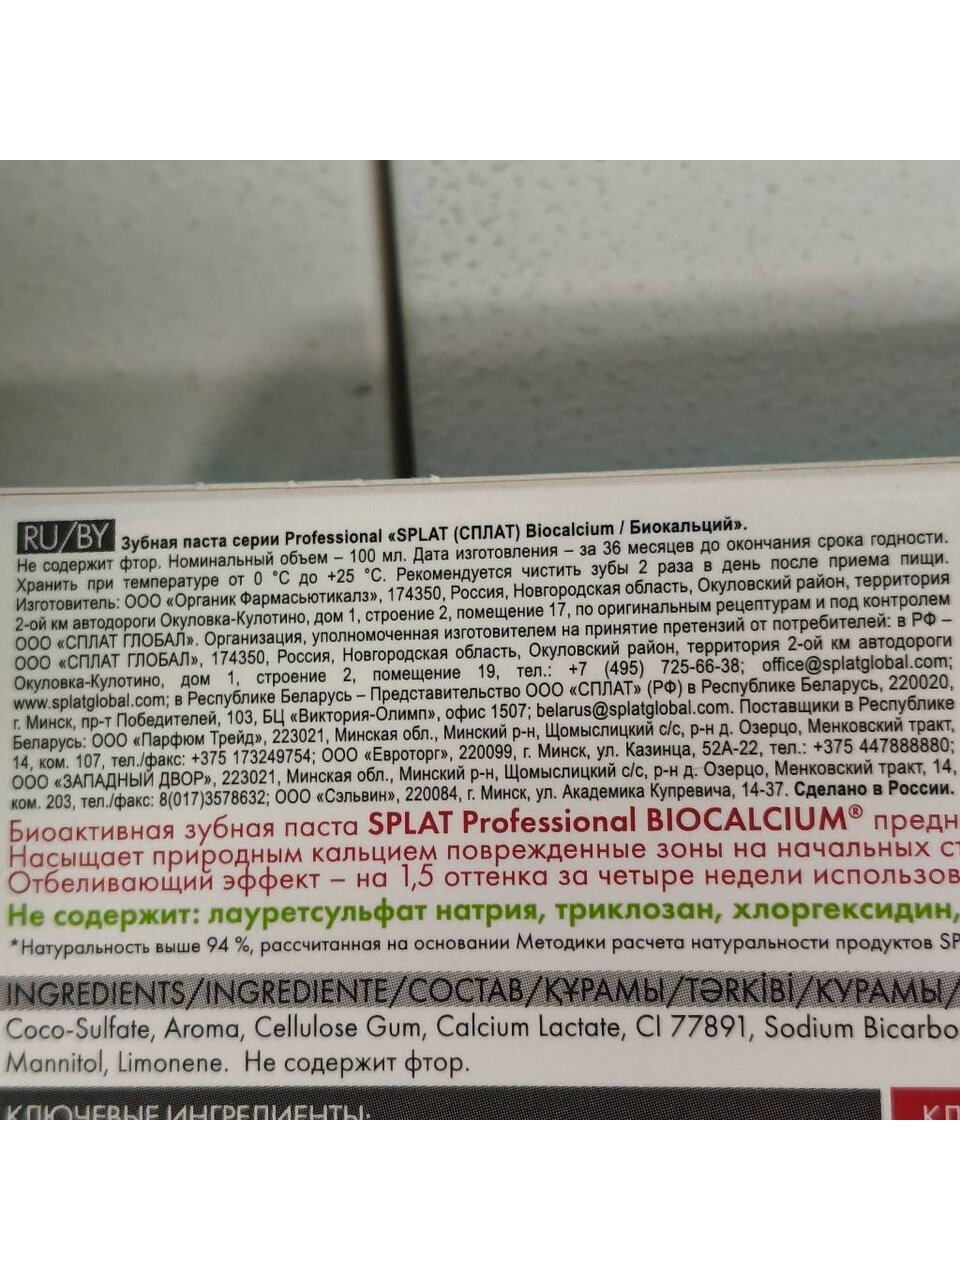 RU/BY Зубная паста серии Professional «SPLAT (СПЛАТ) Biocalcium / Биокальций».
Не содержит фтор. Номинальный объем – 100 мл. Дата изготовления – за 36 месяцев до окончания срока годности.
Хранить при температуре от 0 °C до +25 °C. Рекомендуется чистить зубы 2 раза в день после приема пищи.
Изготовитель: ООО «Органик Фармасьютикалз», 174350, Россия, Новгородская область, Окуловский район, территория
2-ой км автодороги Окуловка-Кулотино, дом 1, строение 2, помещение 17, по оригинальным рецептурам и под контролем
ООО «СПЛАТ ГЛОБАЛ». Организация, уполномоченная изготовителем на принятие претензий от потребителей: в РФ –
ООО «СПЛАТ ГЛОБАЛ», 174350, Россия, Новгородская область, Окуловский район, территория 2-ой км автодороги
Окуловка-Кулотино, дом 1, строение 2, помещение 19, тел.: +7 (495) 725-66-38; office@splatglobal.com;
www.splatglobal.com; в Республике Беларусь – Представительство ООО «СПЛАТ» (РФ) в Республике Беларусь, 220020,
г. Минск, пр-т Победителей, 103, БЦ «Виктория-Олимп», офис 1507; belarus@splatglobal.com. Поставщики в Республике
Беларусь: ООО «Парфюм Трейд», 223021, Минская обл., Минский р-н, Щомыслицкий с/с, р-н д. Озерцо, Менковский тракт,
14, ком. 107, тел./факс: +375 173249754; ООО «Евроторг», 220099, г. Минск, ул. Казинца, 52А-22, тел.: +375 447888880;
ООО «ЗАПАДНЫЙ ДВОР», 223021, Минская обл., Минский р-н, Щомыслицкий с/с, р-н д. Озерцо, Менковский тракт, 14,
ком. 203, тел./факс: 8(017)3578632; ООО «Сэльвин», 220084, г. Минск, ул. Академика Купревича, 14-37. Сделано в России.
Биоактивная зубная паста SPLAT Professional BIOCALCIUM® предн
Насыщает природным кальцием поврежденные зоны на начальных ст
Отбеливающий эффект – на 1,5 оттенка за четыре недели использов
Не содержит: лауретсульфат натрия, триклозан, хлоргексидин,
*Натуральность выше 94 %, рассчитанная на основании Методики расчета натуральности продуктов SP
INGREDIENTS/INGREDIENTE/СОСТАВ/ҚҰРАМЫ/TƏRKİBİ/КУРАМЫ/
Coco-Sulfate, Aroma, Cellulose Gum, Calcium Lactate, CI 77891, Sodium Bicarbo
Mannitol, Limonene. Не содержит фтор.
КЛЮЧЕВЫЕ ИНГРЕДИЕНТЫ:
КЛ